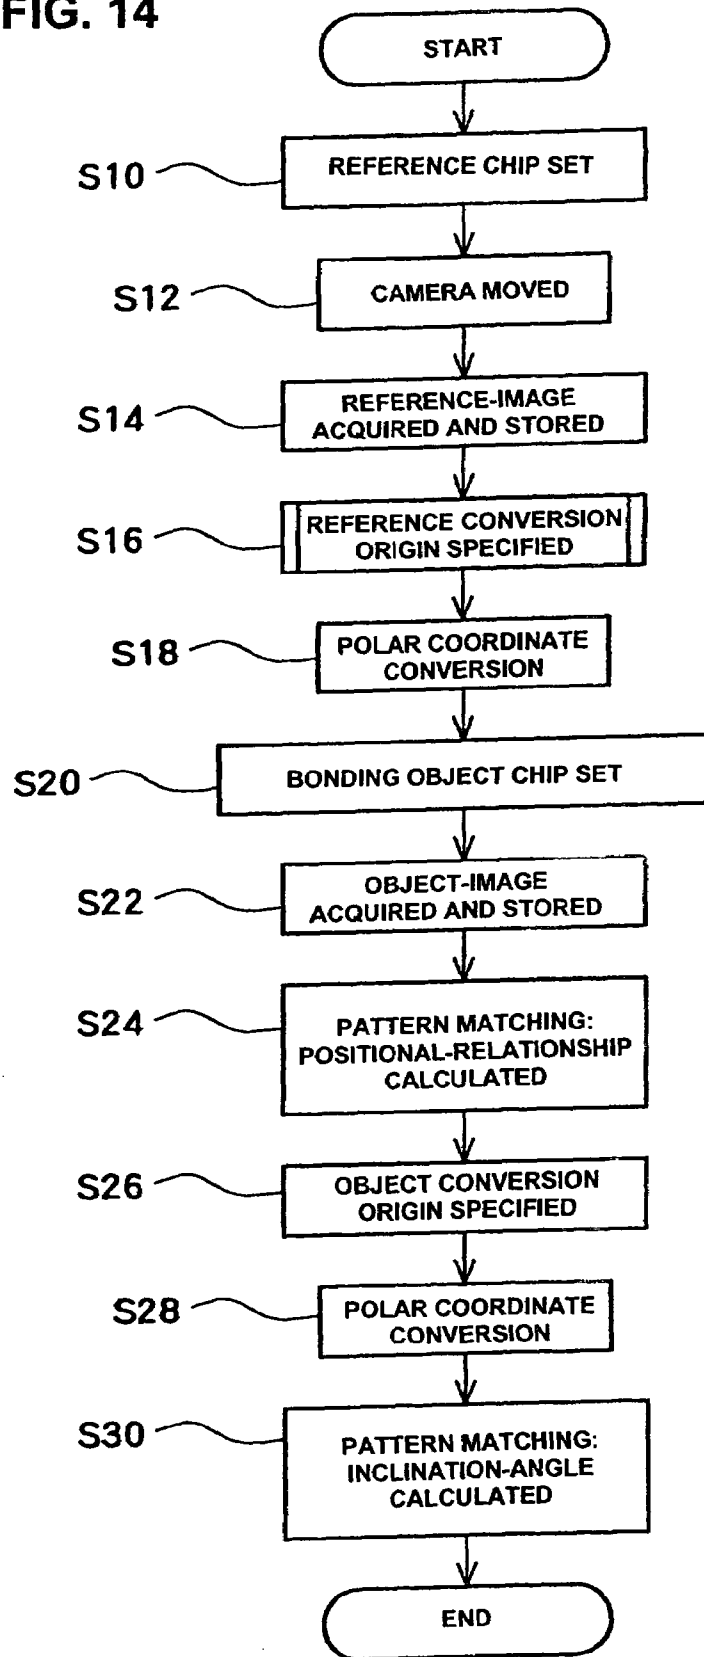 FIG. 14
START
S10
REFERENCE CHIP SET
S12
CAMERA MOVED
S14
REFERENCE-IMAGE
ACQUIRED AND STORED
S16
REFERENCE CONVERSION
ORIGIN SPECIFIED
S18
POLAR COORDINATE
CONVERSION
S20
BONDING OBJECT CHIP SET
S22
OBJECT-IMAGE
ACQUIRED AND STORED
S24
PATTERN MATCHING:
POSITIONAL-RELATIONSHIP
CALCULATED
S26
OBJECT CONVERSION
ORIGIN SPECIFIED
S28
POLAR COORDINATE
CONVERSION
S30
PATTERN MATCHING:
INCLINATION-ANGLE
CALCULATED
END